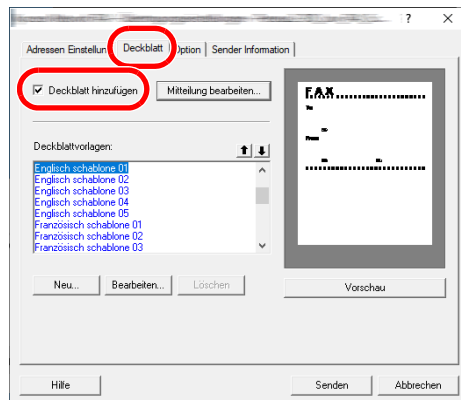 ?
Adressen Einstellun Deckblatt Option Sender Information
Deckblatt hinzufügen Mitteilung bearbeiten...
Deckblattvorlagen:
Englisch schablone 01
Englisch schablone 02
Englisch schablone 03
Englisch schablone 04
Englisch schablone 05
Französisch schablone 01
Französisch schablone 02
Französisch schablone 03
Neu... Bearbeiten... Löschen
FAX
To
From
Vorschau
Hilfe Senden Abbrechen